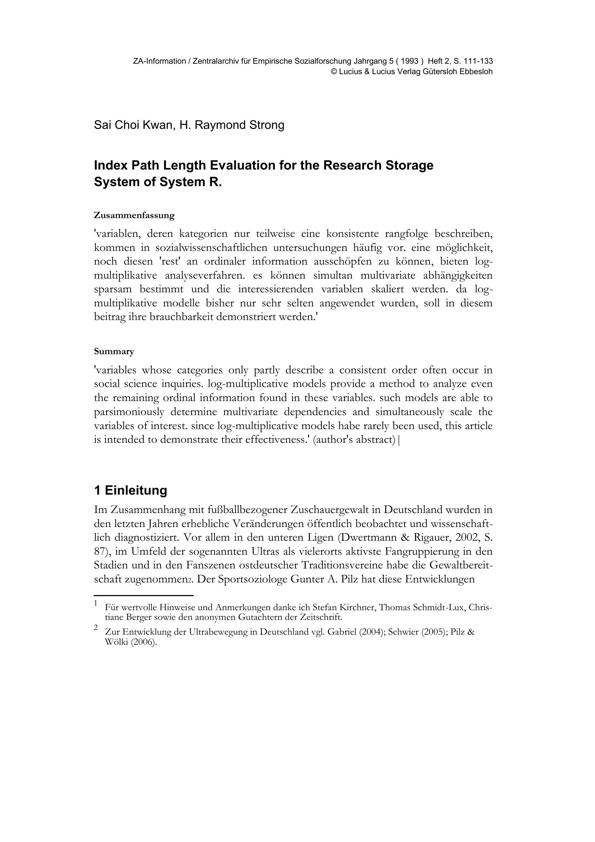 ZA-Information / Zentralarchiv für Empirische Sozialforschung Jahrgang 5 ( 1993 ) Heft 2, S. 111-133
© Lucius & Lucius Verlag Gütersloh Ebbesloh
Sai Choi Kwan, H. Raymond Strong
Index Path Length Evaluation for the Research Storage
System of System R.
Zusammenfassung
'variablen, deren kategorien nur teilweise eine konsistente rangfolge beschreiben,
kommen in sozialwissenschaftlichen untersuchungen häufig vor. eine möglichkeit,
noch diesen 'rest' an ordinaler information ausschöpfen zu können, bieten log-
multiplikative analyseverfahren. es können simultan multivariate abhängigkeiten
sparsam bestimmt und die interessierenden variablen skaliert werden. da log-
multiplikative modelle bisher nur sehr selten angewendet wurden, soll in diesem
beitrag ihre brauchbarkeit demonstriert werden.'
Summary
'variables whose categories only partly describe a consistent order often occur in
social science inquiries. log-multiplicative models provide a method to analyze even
the remaining ordinal information found in these variables. such models are able to
parsimoniously determine multivariate dependencies and simultaneously scale the
variables of interest. since log-multiplicative models habe rarely been used, this article
is intended to demonstrate their effectiveness.' (author's abstract)|
1 Einleitung
Im Zusammenhang mit fußballbezogener Zuschauergewalt in Deutschland wurden in
den letzten Jahren erhebliche Veränderungen öffentlich beobachtet und wissenschaft-
lich diagnostiziert. Vor allem in den unteren Ligen (Dwertmann & Rigauer, 2002, S.
87), im Umfeld der sogenannten Ultras als vielerorts aktivste Fangruppierung in den
Stadien und in den Fanszenen ostdeutscher Traditionsvereine habe die Gewaltbereit-
schaft zugenommen2. Der Sportsoziologe Gunter A. Pilz hat diese Entwicklungen
1 Für wertvolle Hinweise und Anmerkungen danke ich Stefan Kirchner, Thomas Schmidt-Lux, Chris-
tiane Berger sowie den anonymen Gutachtern der Zeitschrift.
2 Zur Entwicklung der Ultrabewegung in Deutschland vgl. Gabriel (2004); Schwier (2005); Pilz &
Wölki (2006).